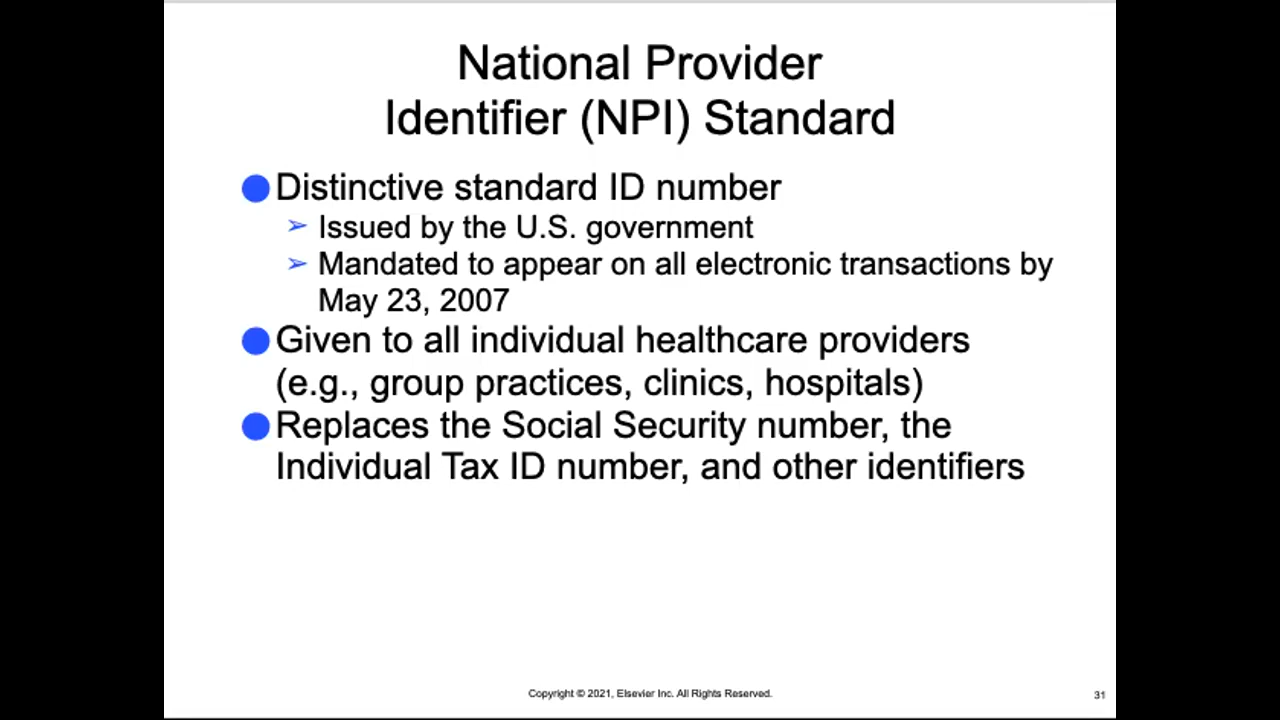 National Provider
Identifier (NPI) Standard
● Distinctive standard ID number
➢ Issued by the U.S. government
➢ Mandated to appear on all electronic transactions by
May 23, 2007
● Given to all individual healthcare providers
(e.g., group practices, clinics, hospitals)
● Replaces the Social Security number, the
Individual Tax ID number, and other identifiers
Copyright © 2021, Elsevier Inc. All Rights Reserved.
31